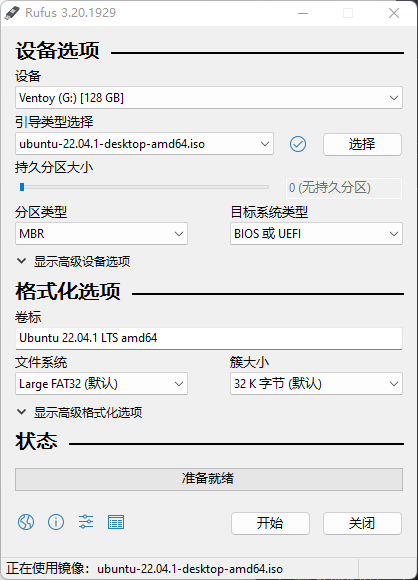 Rufus 3.20.1929
设备选项
设备
Ventoy (G:) [128 GB]
引导类型选择
ubuntu-22.04.1-desktop-amd64.iso
选择
持久分区大小
0 (无持久分区)
分区类型
目标系统类型
MBR
BIOS 或 UEFI
显示高级设备选项
格式化选项
卷标
Ubuntu 22.04.1 LTS amd64
文件系统
簇大小
Large FAT32 (默认)
32 K 字节 (默认)
显示高级格式化选项
状态
准备就绪
开始
关闭
正在使用镜像：ubuntu-22.04.1-desktop-amd64.iso